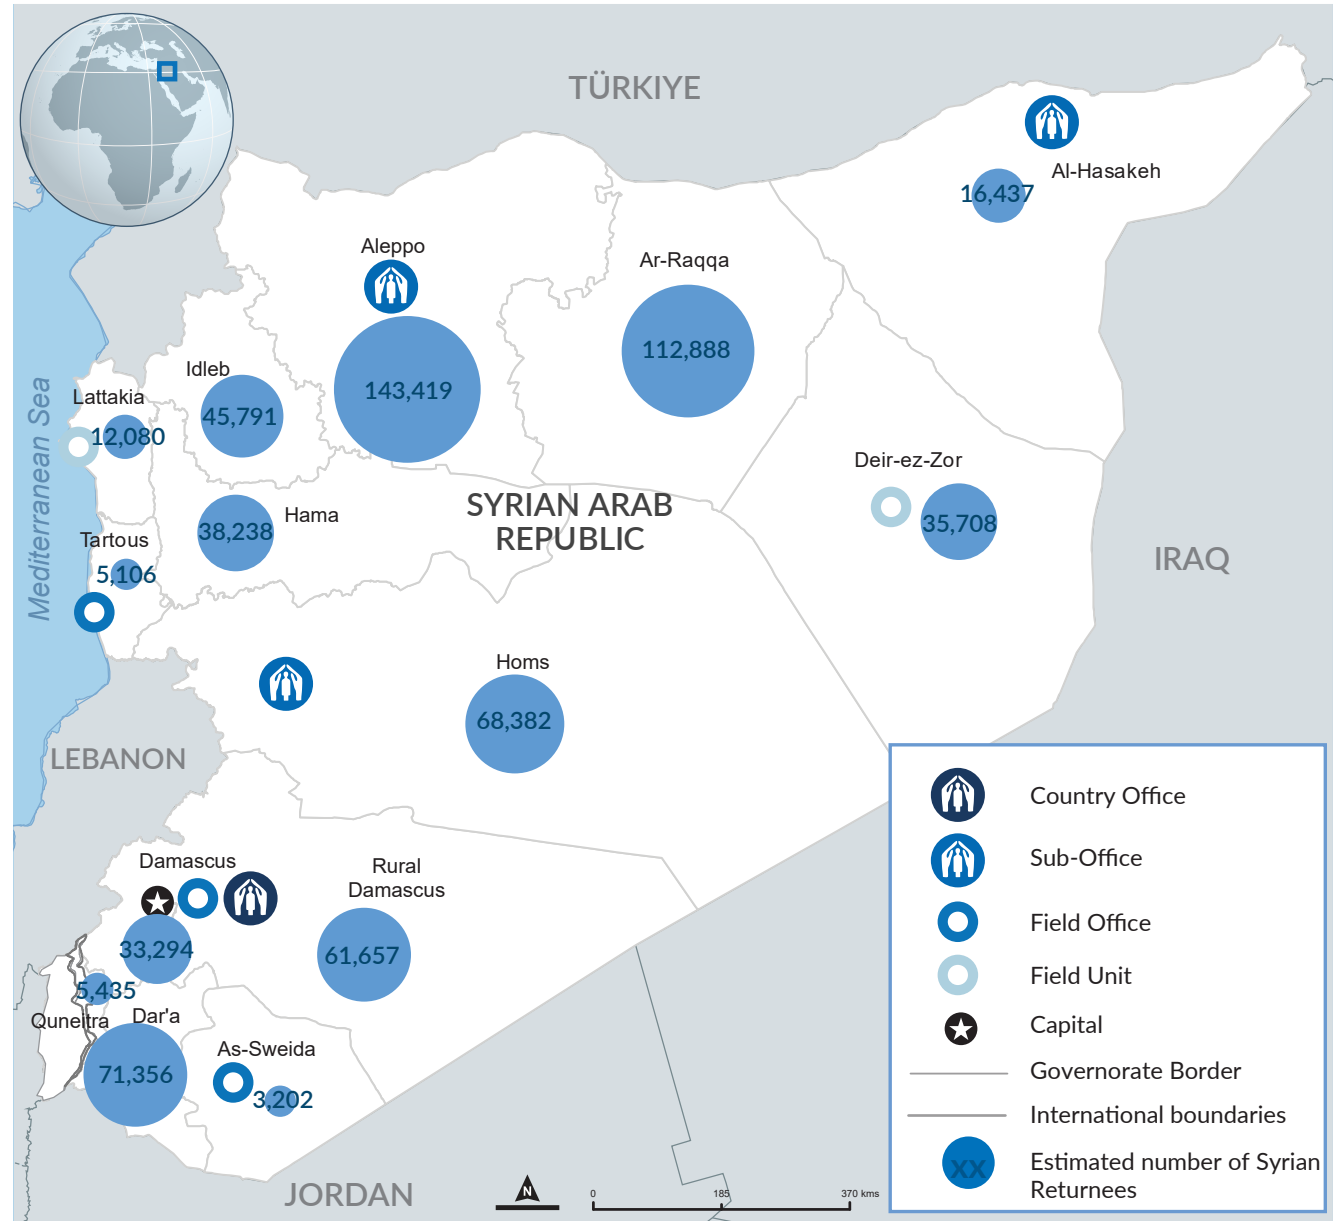 TÜRKIYE
Al-Hasakeh
16,437
Aleppo
Ar-Raqqa
112,888
143,419
Idleb
45,791
Lattakia
12,080
Mediterranean Sea
Deir-ez-Zor
35,708
SYRIAN ARAB
REPUBLIC
Hama
38,238
Tartous
5,106
IRAQ
Homs
68,382
LEBANON
Damascus
33,294
Rural
Damascus
61,657
5,435
Quneitra
Dar'a
71,356
As-Sweida
3,202
JORDAN
N
0 185 370 kms
Country Office
Sub-Office
Field Office
Field Unit
Capital
Governorate Border
International boundaries
XX
Estimated number of Syrian
Returnees